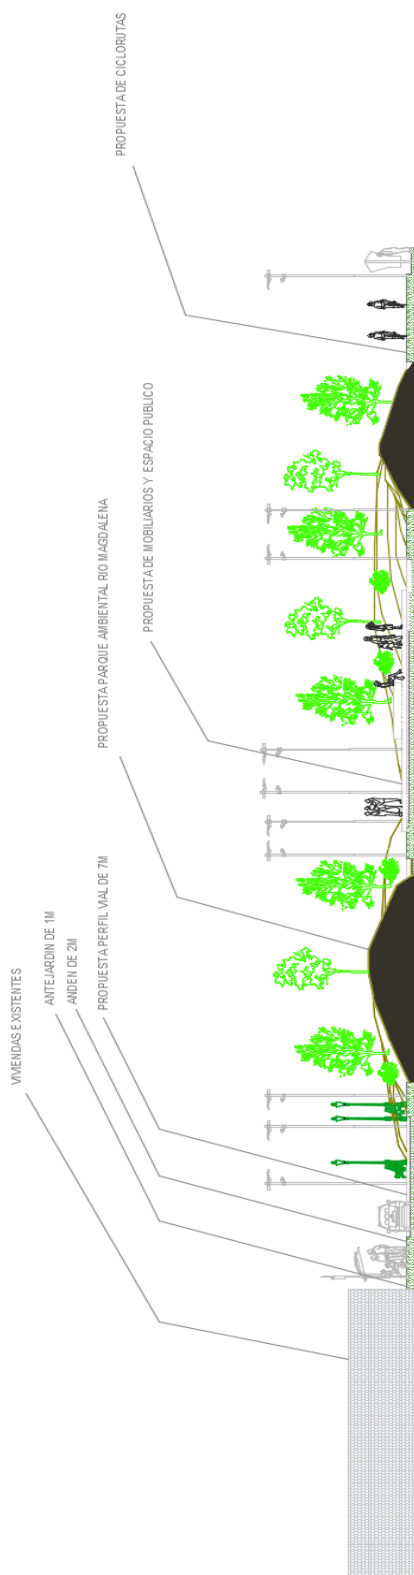 VIVIENDAS EXISTENTES
ANTEJARDIN DE 1M
ANDEN DE 2M
PROPUESTA PERFIL VIAL DE 7M
PROPUESTA PARQUE AMBIENTAL RIO MAGDALENA
PROPUESTA DE MOBILIARIOS Y ESPACIO PUBLICO
PROPUESTA DE CICLORUTAS